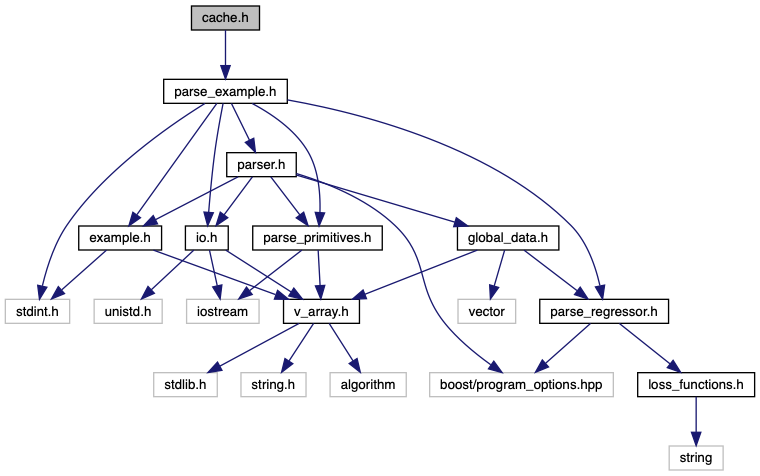 cache.h
parse_example.h
parser.h
example.h
io.h
parse_primitives.h
global_data.h
stdint.h
unistd.h
iostream
v_array.h
vector
parse_regressor.h
stdlib.h
string.h
algorithm
boost/program_options.hpp
loss_functions.h
string